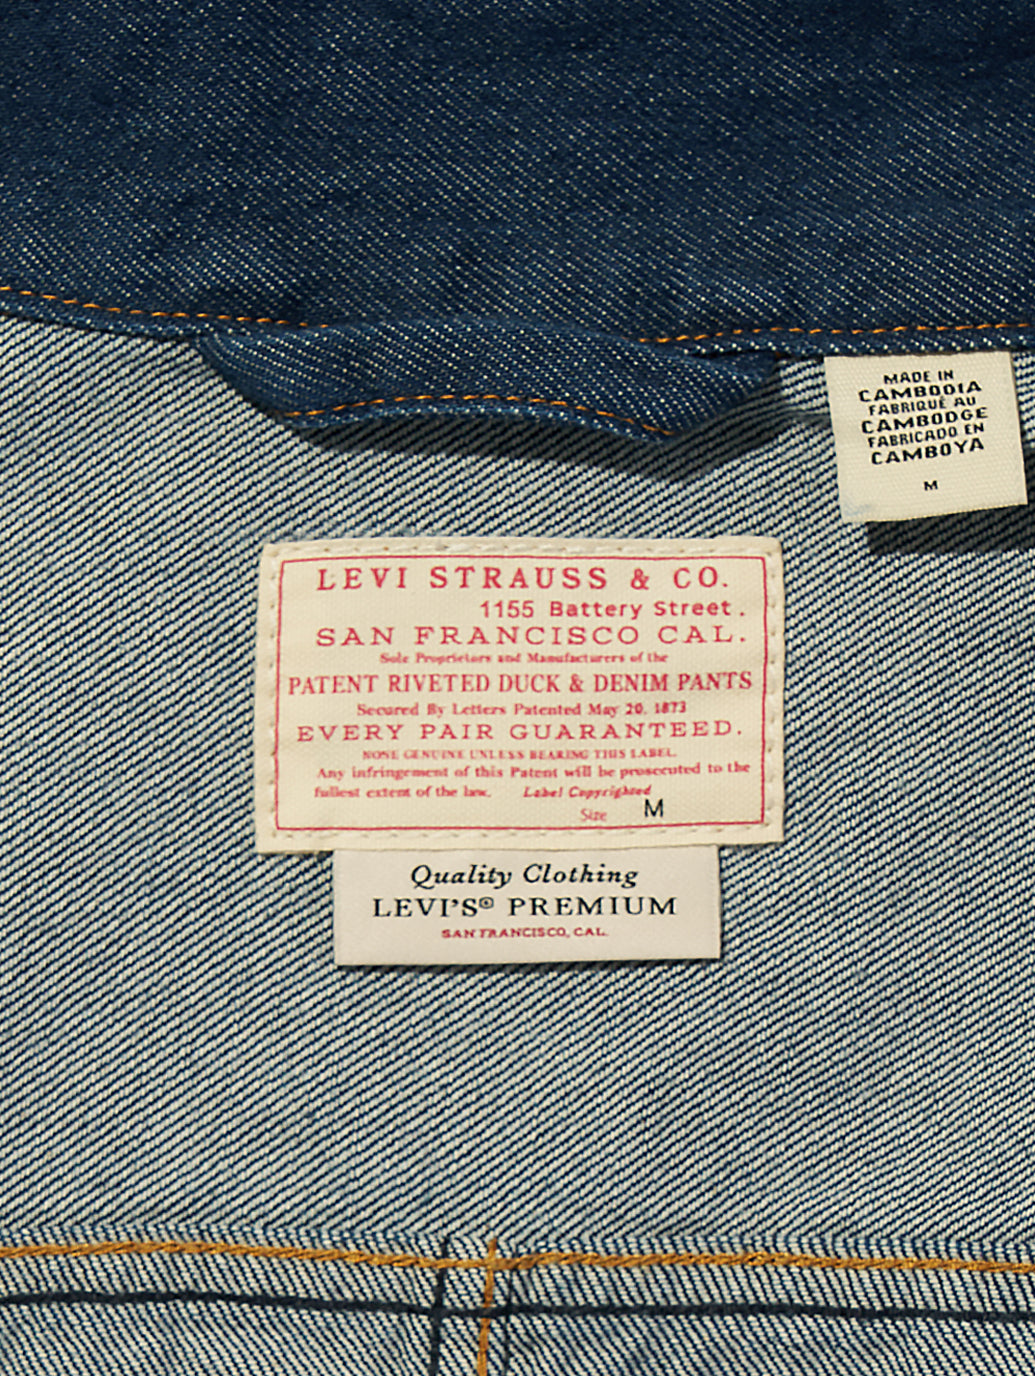 MADE IN
CAMBODIA
FABRIQUÉ AU
CAMBODGE
FABRICADO EN
CAMBOYA
M
LEVI STRAUSS & CO.
1155 Battery Street.
SAN FRANCISCO CAL.
Sole Proprietors and Manufacturers of the
PATENT RIVETED DUCK & DENIM PANTS
Secured By Letters Patented May 20, 1873
EVERY PAIR GUARANTEED.
NONE GENUINE UNLESS BEARING THIS LABEL.
Any infringement of this Patent will be prosecuted to the
fullest extent of the law. Label Copyrighted
Size M
Quality Clothing
LEVI'S® PREMIUM
SAN FRANCISCO, CAL.